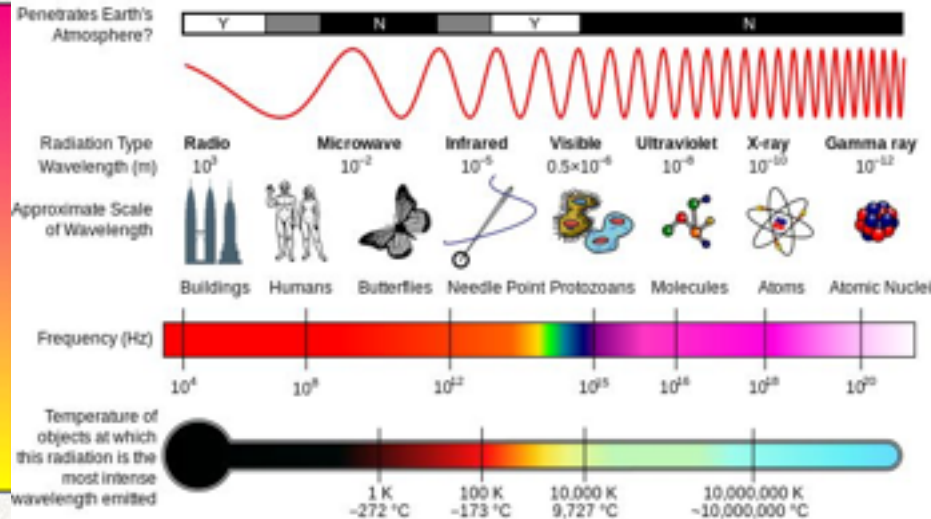 Penetrates Earth's
Atmosphere?
Y N Y N
Radiation Type
Radio Microwave Infrared Visible Ultraviolet X-ray Gamma ray
Wavelength (m)
10³ 10⁻² 10⁻⁵ 0.5×10⁻⁶ 10⁻⁸ 10⁻¹⁰ 10⁻¹²
Approximate Scale
of Wavelength
Buildings Humans Butterflies Needle Point Protozoans Molecules Atoms Atomic Nuclei
Frequency (Hz)
10⁴ 10⁸ 10¹² 10¹⁵ 10¹⁶ 10¹⁸ 10²⁰
Temperature of
objects at which
this radiation is the
most intense
wavelength emitted
1 K 100 K 10,000 K 10,000,000 K
−272 °C −173 °C 9,727 °C ~10,000,000 °C